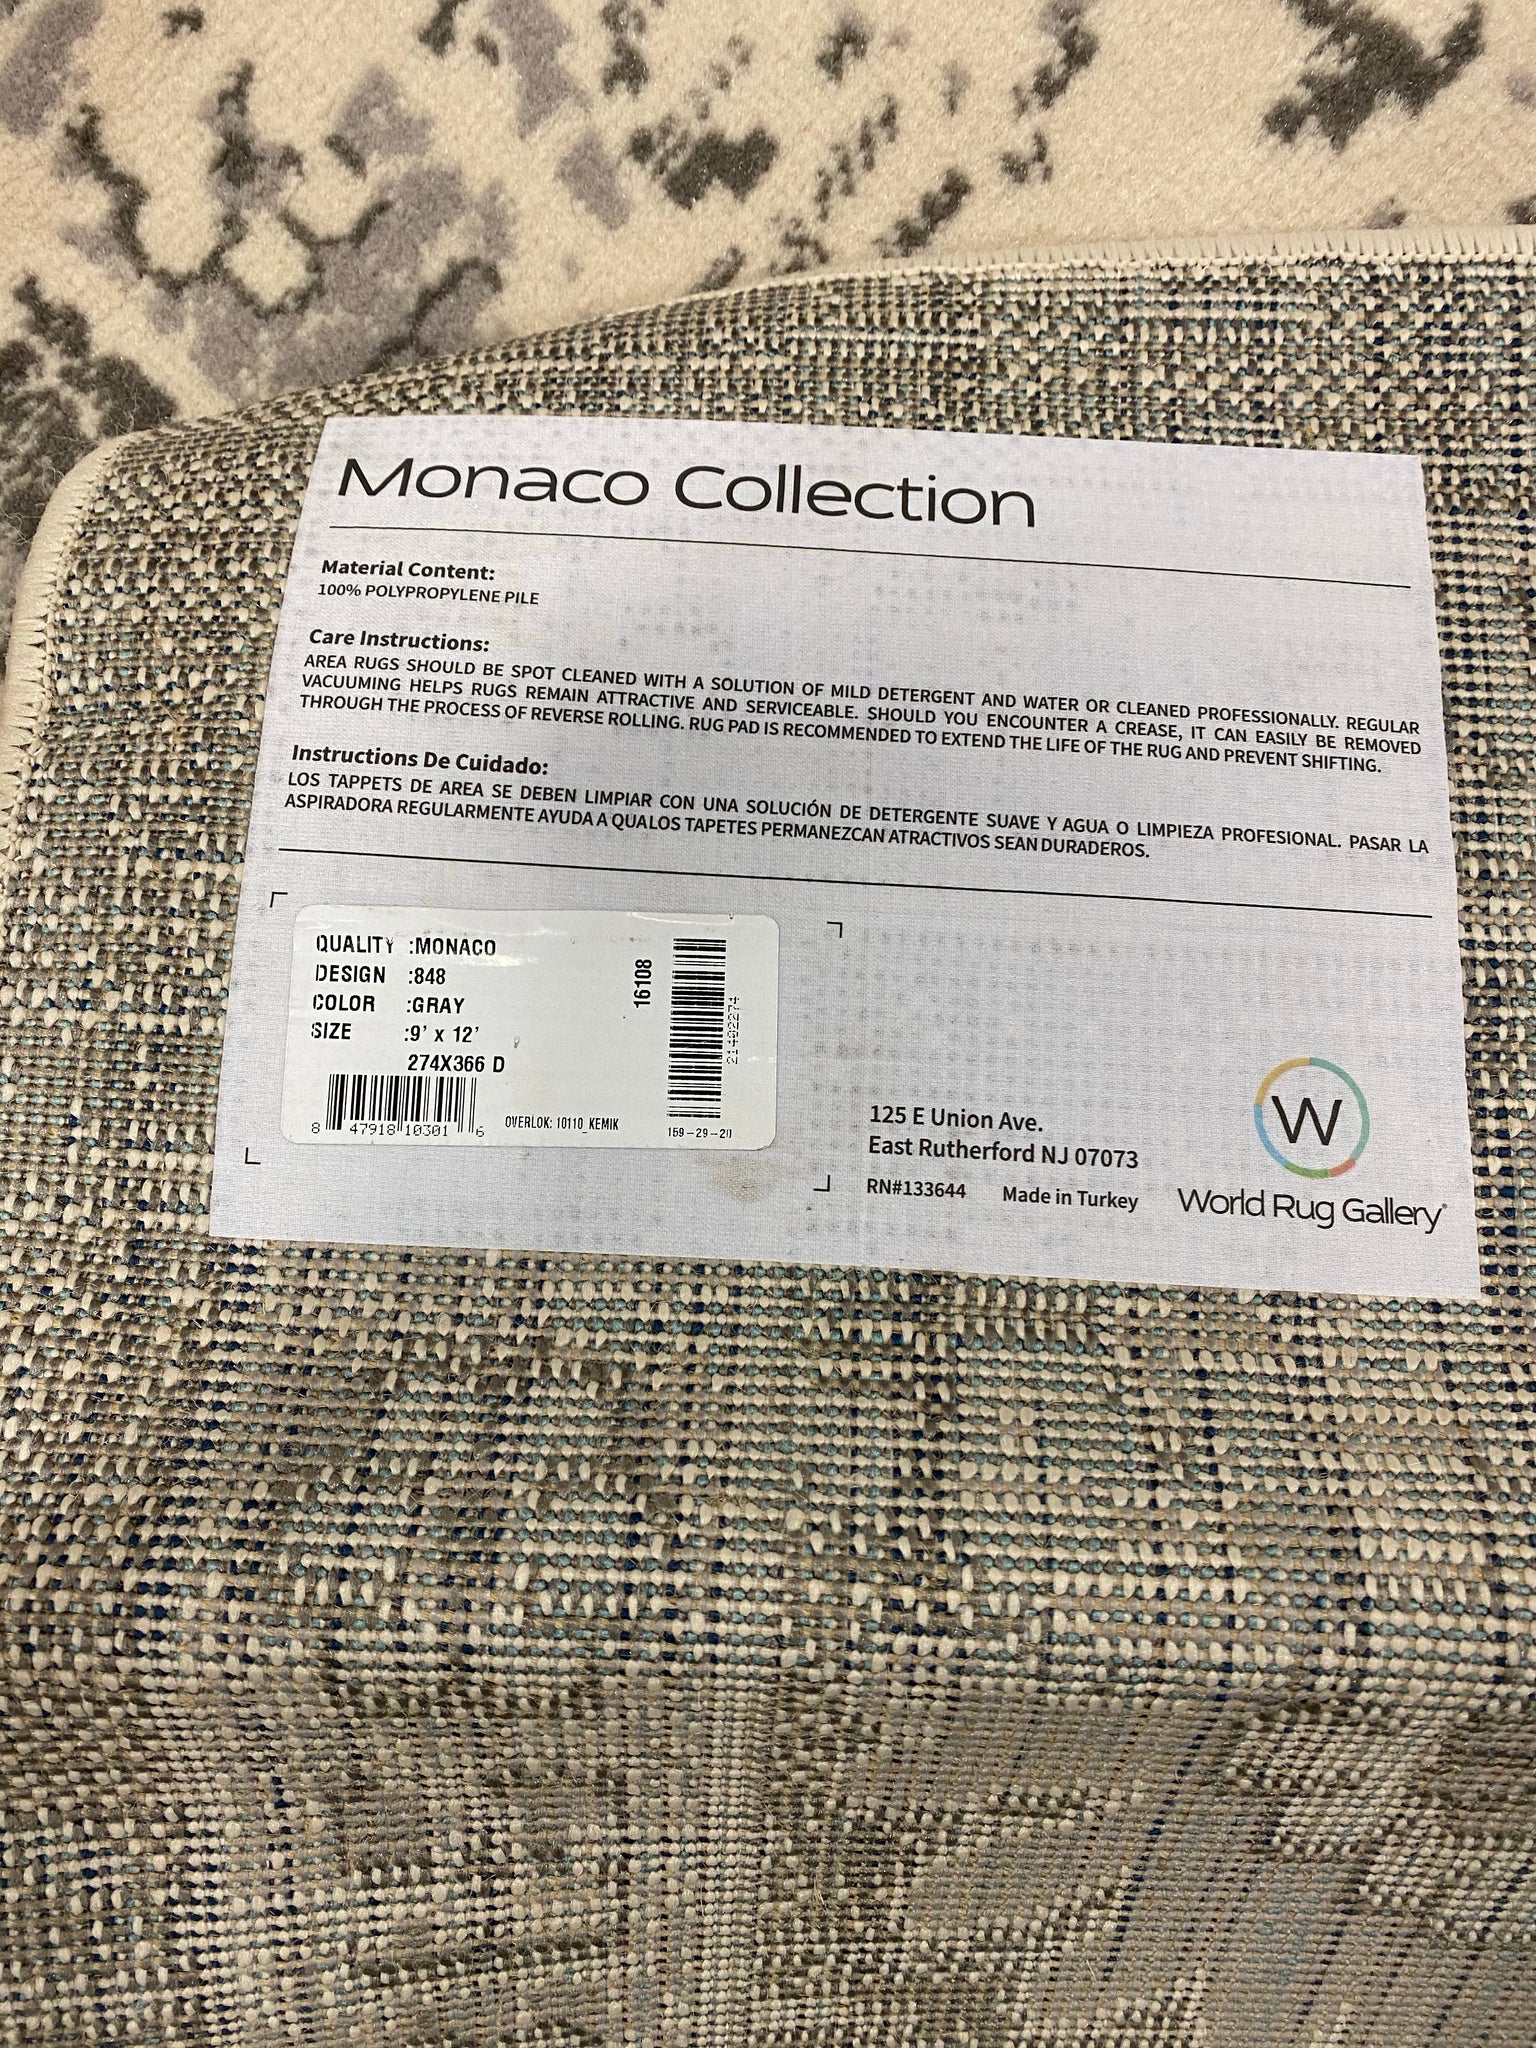 Monaco Collection
Material Content:
100% POLYPROPYLENE PILE
Care Instructions:
AREA RUGS SHOULD BE SPOT CLEANED WITH A SOLUTION OF MILD DETERGENT AND WATER OR CLEANED PROFESSIONALLY. REGULAR
VACUUMING HELPS RUGS REMAIN ATTRACTIVE AND SERVICEABLE. SHOULD YOU ENCOUNTER A CREASE, IT CAN EASILY BE REMOVED
THROUGH THE PROCESS OF REVERSE ROLLING. RUG PAD IS RECOMMENDED TO EXTEND THE LIFE OF THE RUG AND PREVENT SHIFTING.
Instructions De Cuidado:
LOS TAPPETS DE AREA SE DEBEN LIMPIAR CON UNA SOLUCIÓN DE DETERGENTE SUAVE Y AGUA O LIMPIEZA PROFESIONAL. PASAR LA
ASPIRADORA REGULARMENTE AYUDA A QUALOS TAPETES PERMANEZCAN ATRACTIVOS SEAN DURADEROS.
QUALITY :MONACO
DESIGN :848
COLOR :GRAY
SIZE :9' x 12'
274X366 D
8 47918 10301 6
OVERLOK: 10110_KEMIK
16108
21492274
159-29-20
125 E Union Ave.
East Rutherford NJ 07073
RN#133644 Made in Turkey
W
World Rug Gallery®